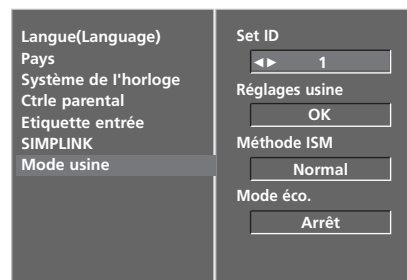 Langue(Language)
Pays
Système de I'horloge
Ctrle parental
Etiquette entrée
SIMPLINK
Mode usine
Set ID
◄► 1
Réglages usine
OK
Méthode ISM
Normal
Mode éco.
Arrêt